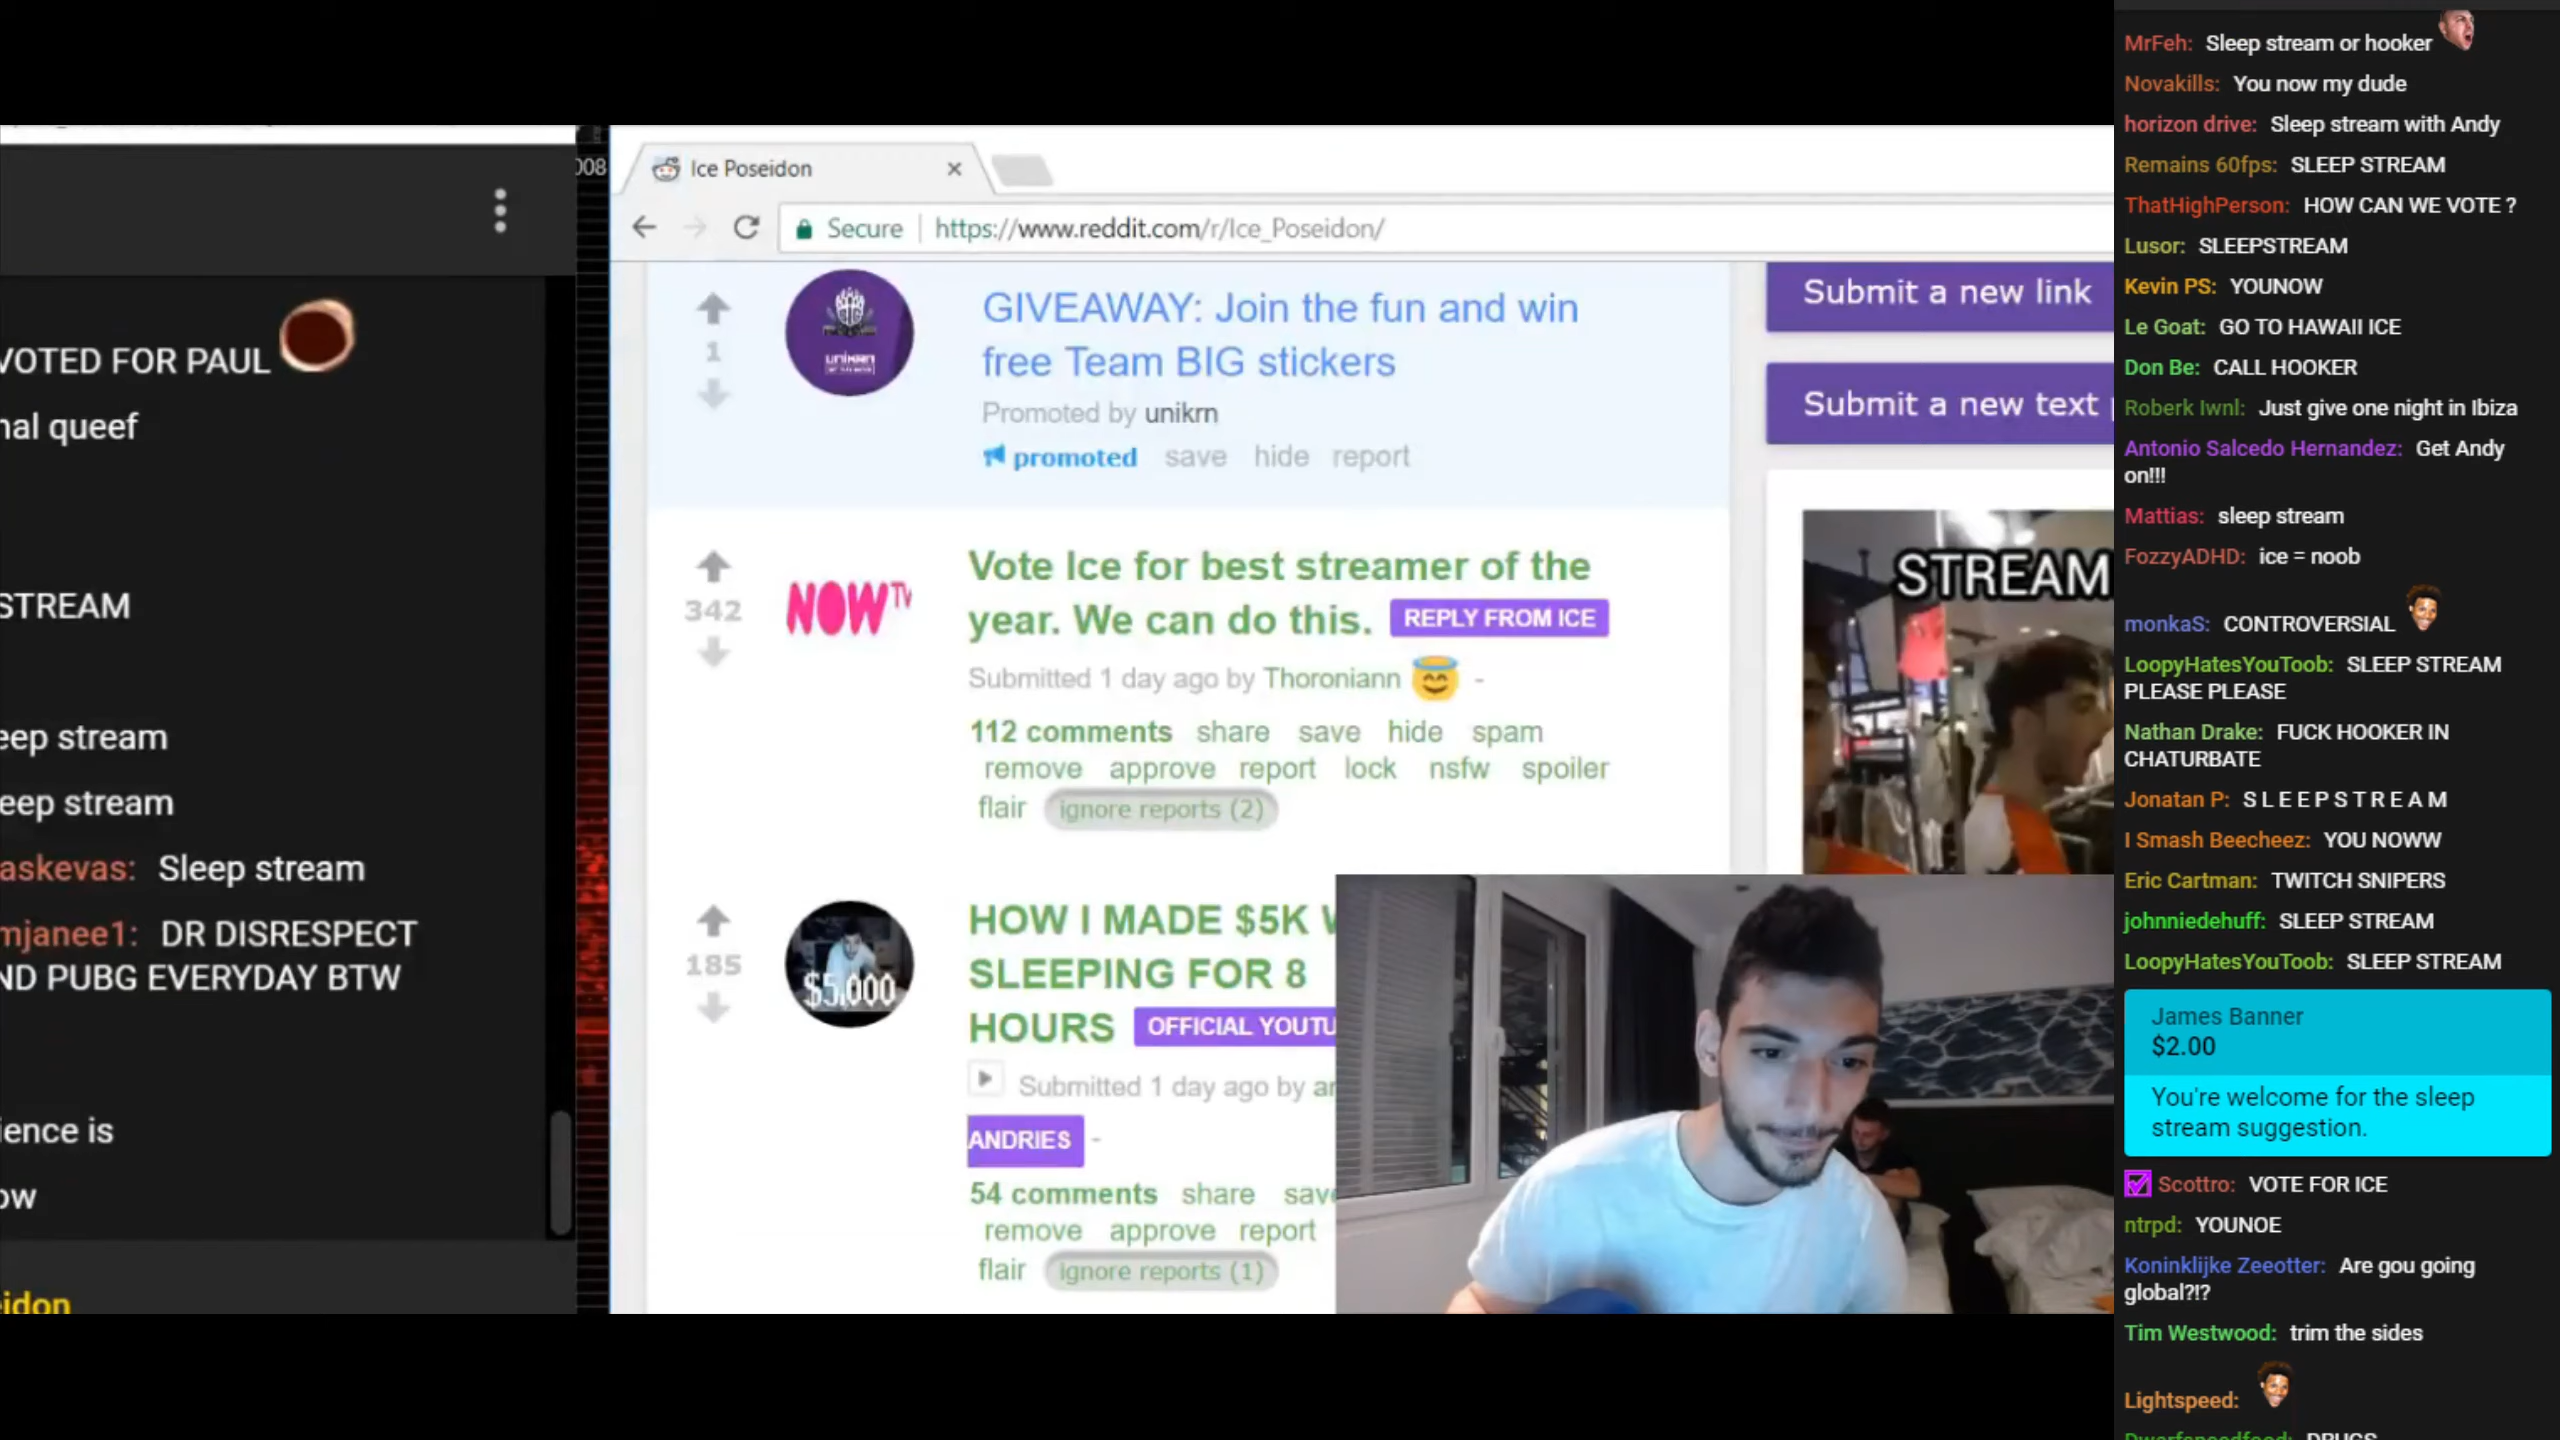 VOTED FOR PAUL
nal queef
STREAM
eep stream
eep stream
askevas: Sleep stream
mjanee1: DR DISRESPECT
ND PUBG EVERYDAY BTW
ience is
ow
idon
008
Ice Poseidon
Secure
https://www.reddit.com/r/Ice_Poseidon/
1
unikrn
GIVEAWAY: Join the fun and win
free Team BIG stickers
Promoted by unikrn
promoted save hide report
342
NOWTV
Vote Ice for best streamer of the
year. We can do this. REPLY FROM ICE
Submitted 1 day ago by Thoroniann -
112 comments share save hide spam
remove approve report lock nsfw spoiler
flair ignore reports (2)
185
$5,000
HOW I MADE $5K
SLEEPING FOR 8
HOURS OFFICIAL YOUTU
Submitted 1 day ago by ar
ANDRIES -
54 comments share save
remove approve report
flair ignore reports (1)
Submit a new link
Submit a new text
STREAM
MrFeh: Sleep stream or hooker
Novakills: You now my dude
horizon drive: Sleep stream with Andy
Remains 60fps: SLEEP STREAM
ThatHighPerson: HOW CAN WE VOTE ?
Lusor: SLEEPSTREAM
Kevin PS: YOUNOW
Le Goat: GO TO HAWAII ICE
Don Be: CALL HOOKER
Roberk Iwnl: Just give one night in Ibiza
Antonio Salcedo Hernandez: Get Andy
on!!!
Mattias: sleep stream
FozzyADHD: ice = noob
monkaS: CONTROVERSIAL
LoopyHatesYouToob: SLEEP STREAM
PLEASE PLEASE
Nathan Drake: FUCK HOOKER IN
CHATURBATE
Jonatan P: S L E E P S T R E A M
I Smash Beecheez: YOU NOWW
Eric Cartman: TWITCH SNIPERS
johnniedehuff: SLEEP STREAM
LoopyHatesYouToob: SLEEP STREAM
James Banner
$2.00
You're welcome for the sleep
stream suggestion.
Scottro: VOTE FOR ICE
ntrpd: YOUNOE
Koninklijke Zeeotter: Are gou going
global?!?
Tim Westwood: trim the sides
Lightspeed: